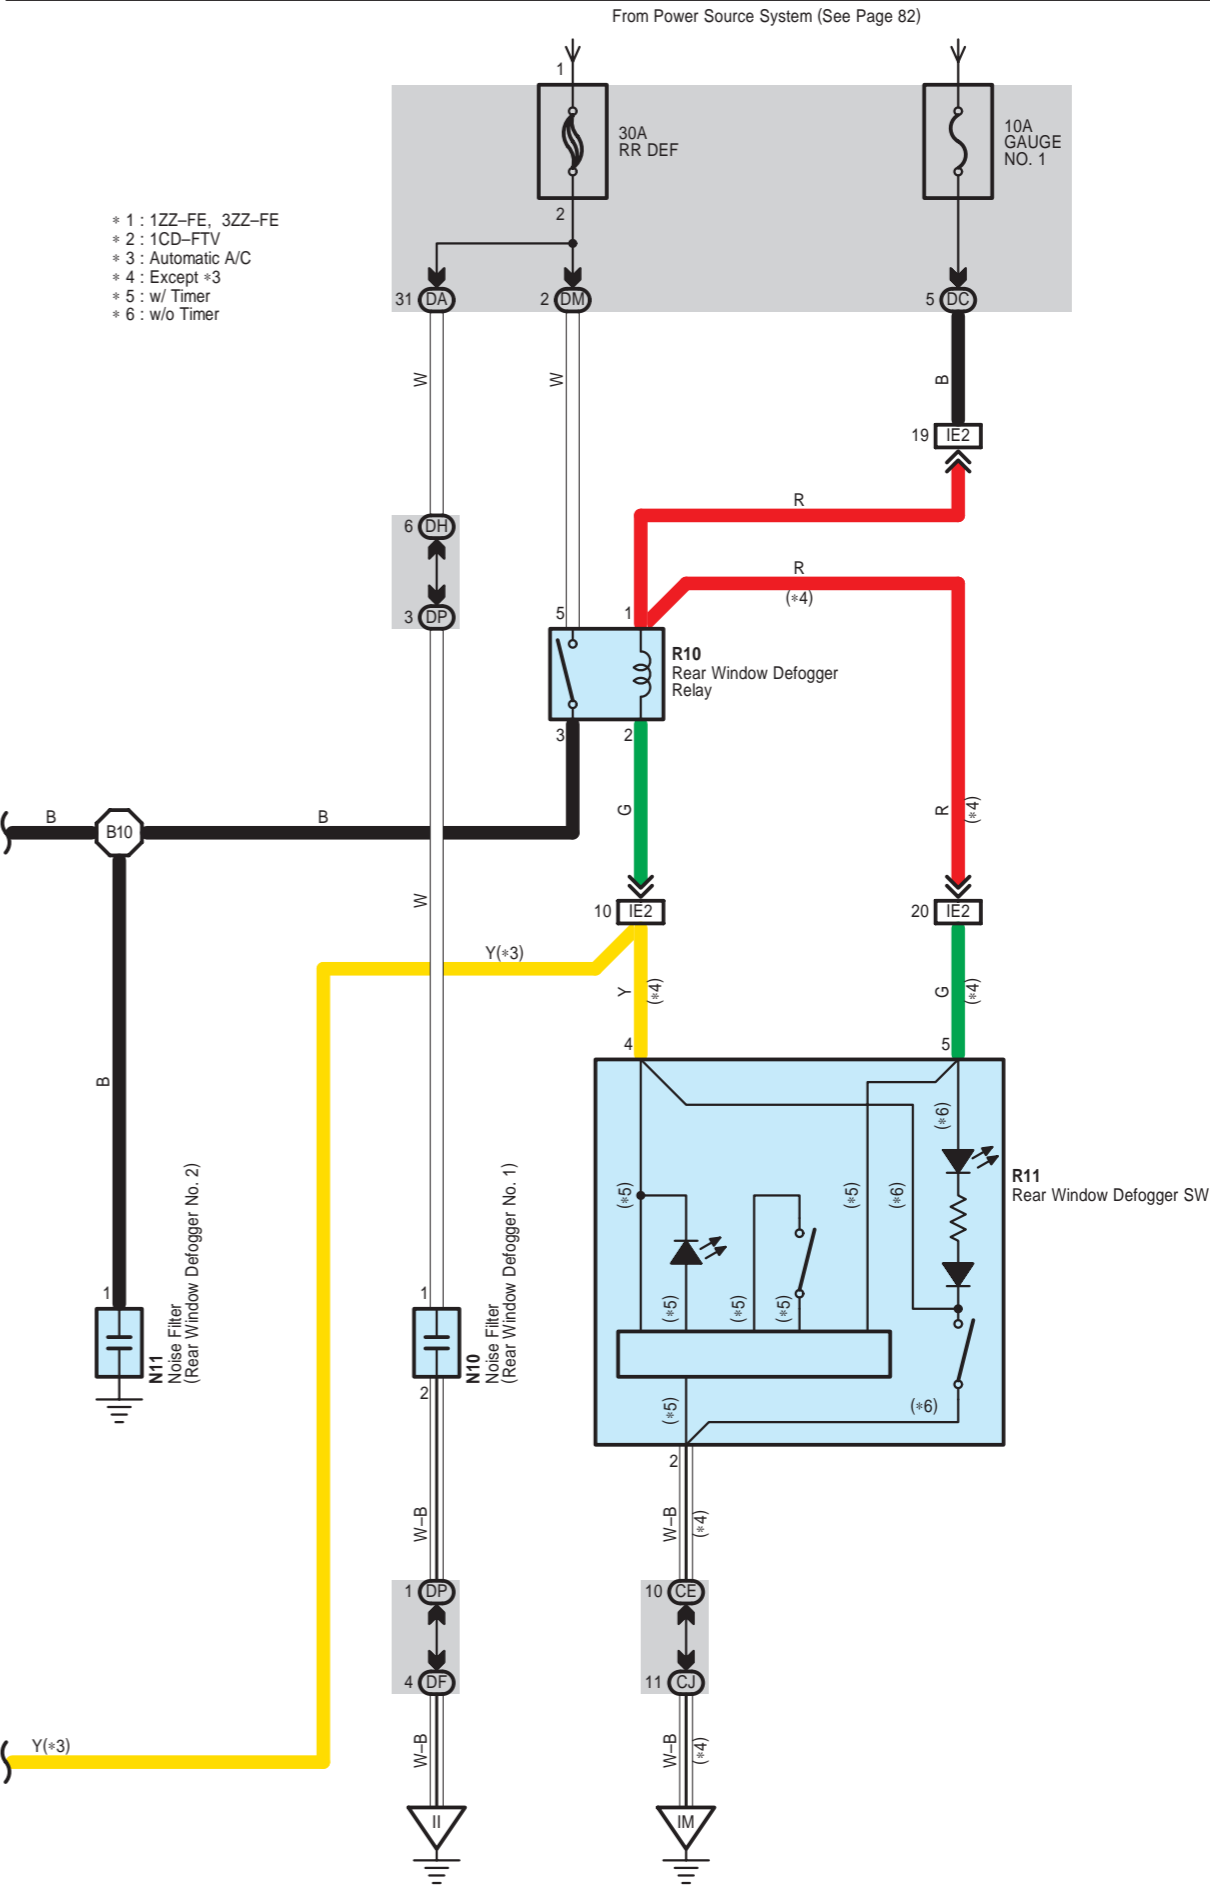 From Power Source System (See Page 82)
1
30A
RR DEF
10A
GAUGE
NO. 1
2
∗ 1 : 1ZZ–FE, 3ZZ–FE
∗ 2 : 1CD–FTV
∗ 3 : Automatic A/C
∗ 4 : Except ∗3
∗ 5 : w/ Timer
∗ 6 : w/o Timer
31 DA
2 DM
5 DC
W
W
B
19 IE2
R
6 DH
R
(∗4)
3 DP
5
1
R10
Rear Window Defogger
Relay
3
2
B
B10
B
G
R
(∗4)
W
10 IE2
20 IE2
Y(∗3)
Y
(∗4)
G
(∗4)
4
5
B
(∗6)
(∗5)
(∗5)
(∗6)
R11
Rear Window Defogger SW
1
N11
Noise Filter
(Rear Window Defogger No. 2)
1
2
N10
Noise Filter
(Rear Window Defogger No. 1)
(∗5)
(∗5)
(∗5)
(∗5)
(∗6)
2
W–B
W–B
(∗4)
1 DP
10 CE
4 DF
11 CJ
Y(∗3)
W–B
W–B
(∗4)
II
IM